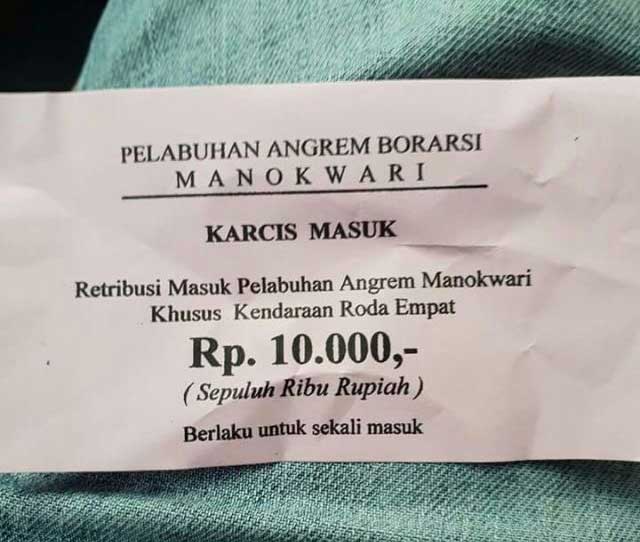 PELABUHAN ANGREM BORARSI
M A N O K W A R I
KARCIS MASUK
Retribusi Masuk Pelabuhan Angrem Manokwari
Khusus Kendaraan Roda Empat
Rp. 10.000,-
( Sepuluh Ribu Rupiah )
Berlaku untuk sekali masuk